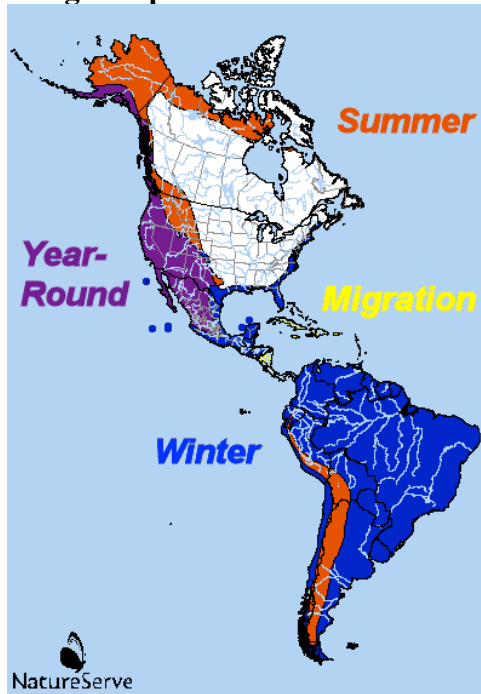 Summer
Year-
Round
Migration
Winter
NatureServe